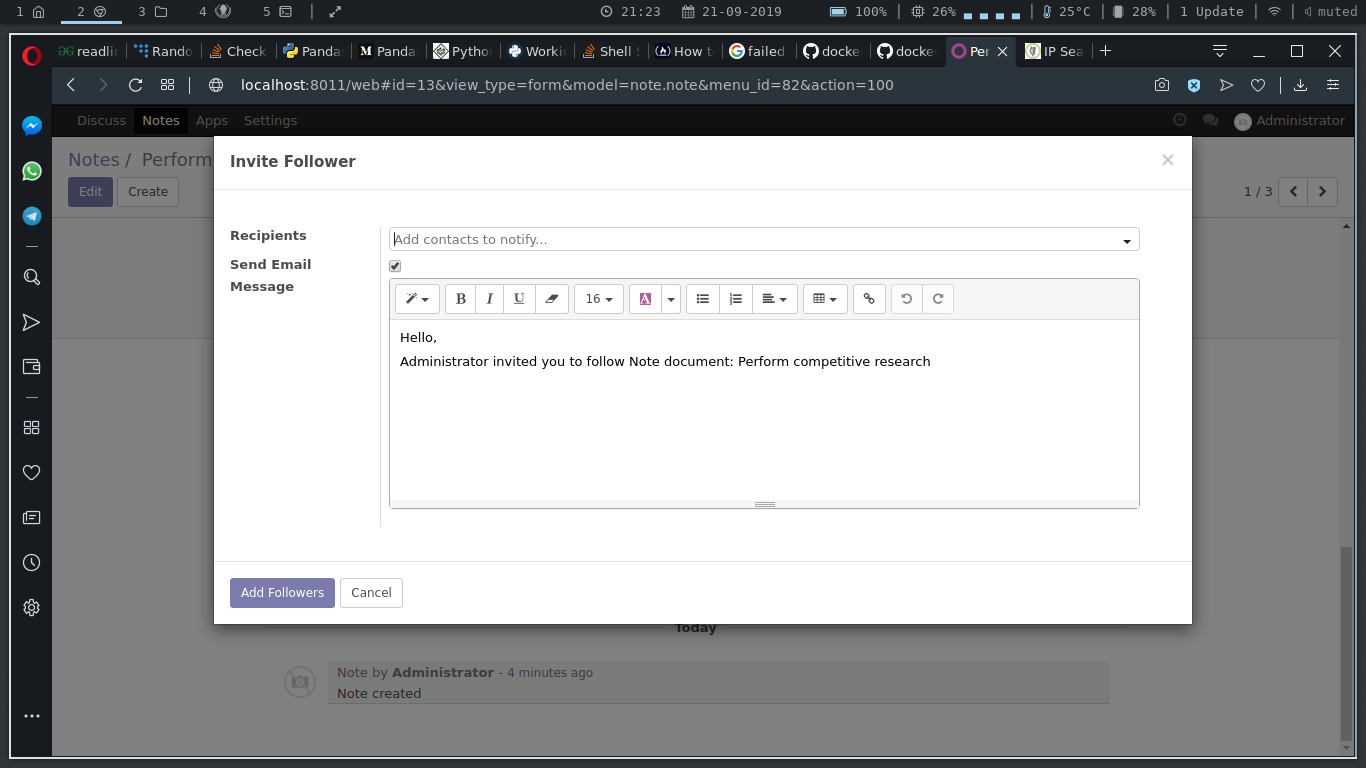 1 2 3 4 5 21:23 21-09-2019 100% 26% 25°C 28% 1 Update muted
readlin Rando Check Panda Panda Pytho Worki Shell How t failed docke docke Per IP Sea
localhost:8011/web#id=13&view_type=form&model=note.note&menu_id=82&action=100
Discuss Notes Apps Settings Administrator
Notes / Perform
Edit Create 1 / 3
Invite Follower ×
Recipients Add contacts to notify...
Send Email
Message
B I U 16 A
Hello,
Administrator invited you to follow Note document: Perform competitive research
Add Followers Cancel
Today
Note by Administrator - 4 minutes ago
Note created